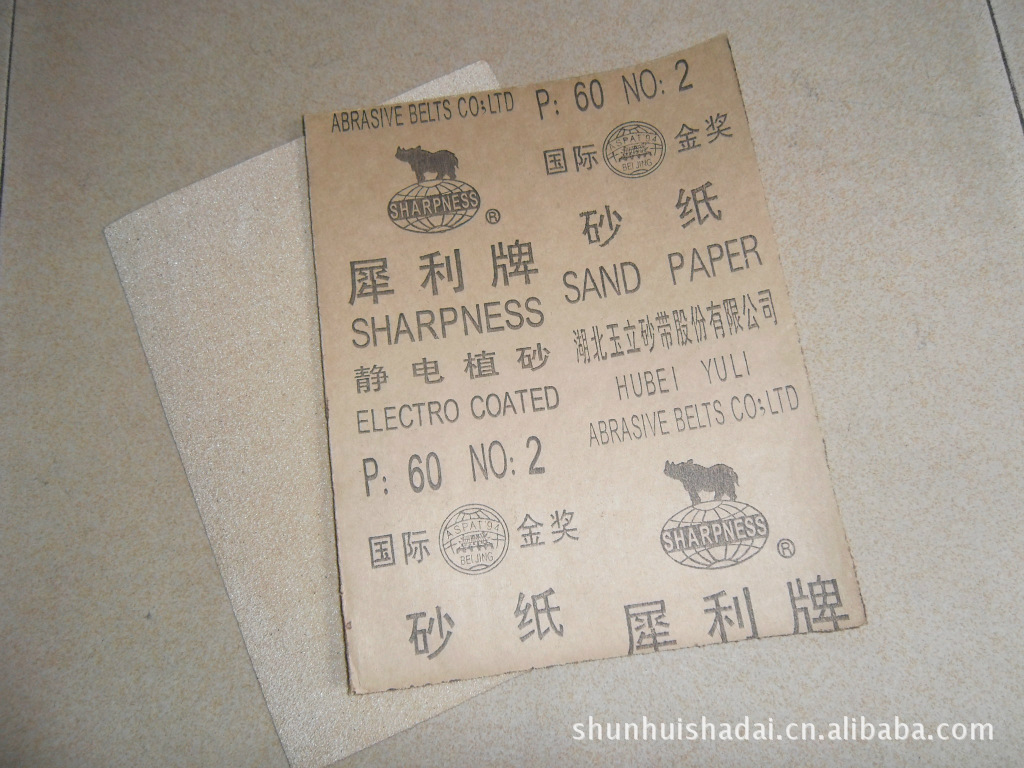 ABRASIVE BELTS CO;LTD
SHARPNESS
®
犀利牌
SHARPNESS
静电植砂
ELECTRO COATED
P: 60 NO: 2
国际
BEIJING
金奖
砂纸
P: 60 NO: 2
国际
BEIJING
金奖
砂纸
SAND PAPER
湖北玉立砂带股份有限公司
HUBEI YULI
ABRASIVE BELTS CO;LTD
SHARPNESS
®
犀利牌
shunhuishadai.cn.alibaba.com